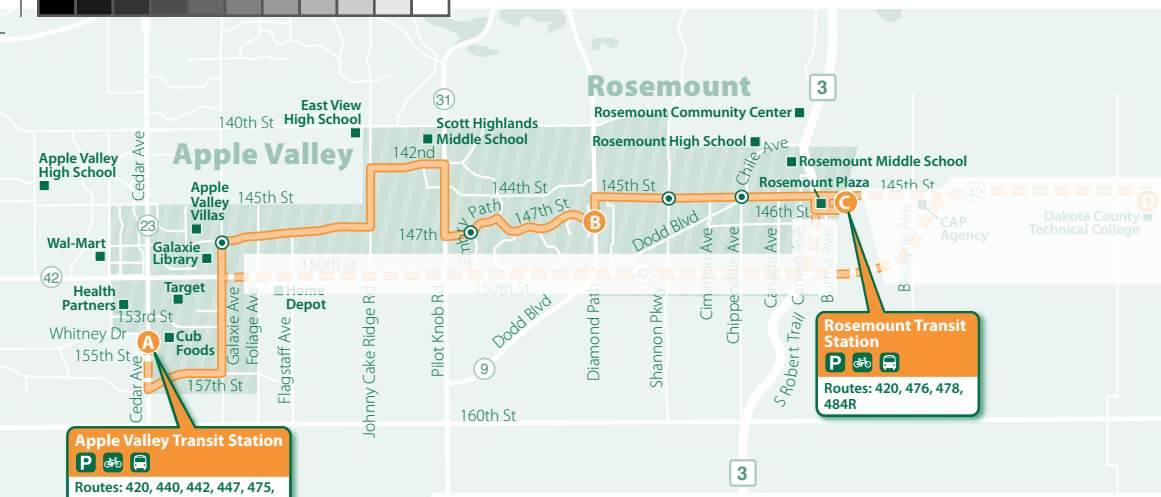 Rosemount
3
31
East View
High School
Rosemount Community Center
140th St
Scott Highlands
Middle School
Rosemount High School
Cedar Ave
Apple Valley
142nd
Chile Ave
Apple Valley
High School
Rosemount Middle School
Apple
Valley
Villas
145th St
144th St
145th St
Rosemount Plaza
145th St
42
Embry Path
147th St
146th St
C
D
23
147th
B
Dodd Blvd
CAP
Agency
Dakota County
Technical College
Wal-Mart
Galaxie
Library
150th St
42
42
Health
Partners
Target
Home
Depot
150th St
153rd St
Whitney Dr
A
Cub
Foods
155th St
157th St
Cedar Ave
Galaxie Ave
Foliage Ave
Flagstaff Ave
Johnny Cake Ridge Rd
Pilot Knob Rd
9
Dodd Blvd
Diamond Path
Shannon Pkwy
Cimarron Ave
Chippendale Ave
Canada Ave
Cameo Ave
Burma Ave
Biscayne Ave
S Robert Trail
160th St
Rosemount Transit
Station
P
Routes: 420, 476, 478,
484R
Apple Valley Transit Station
P
Routes: 420, 440, 442, 447, 475,
3